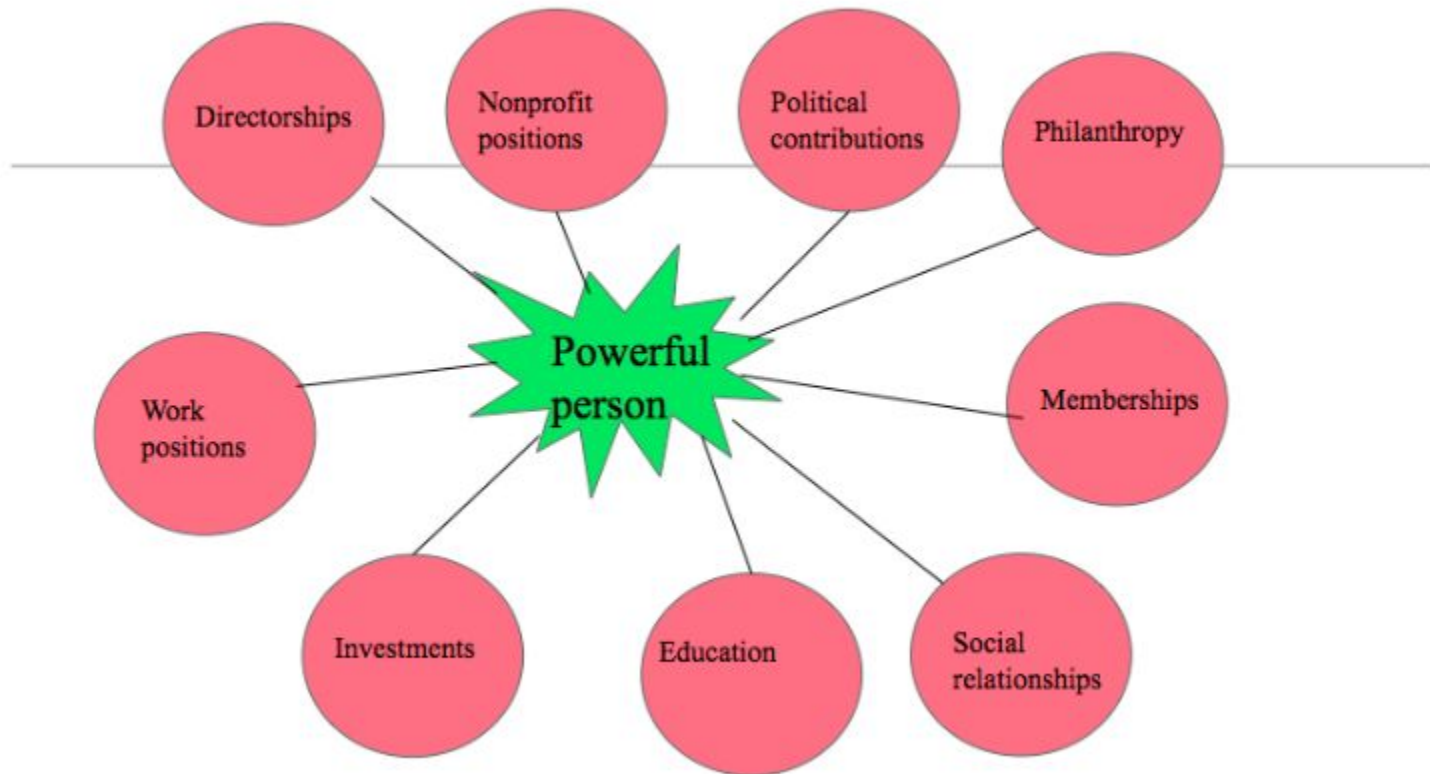 Directorships
Nonprofit
positions
Political
contributions
Philanthropy
Powerful
person
Work
positions
Memberships
Investments
Education
Social
relationships